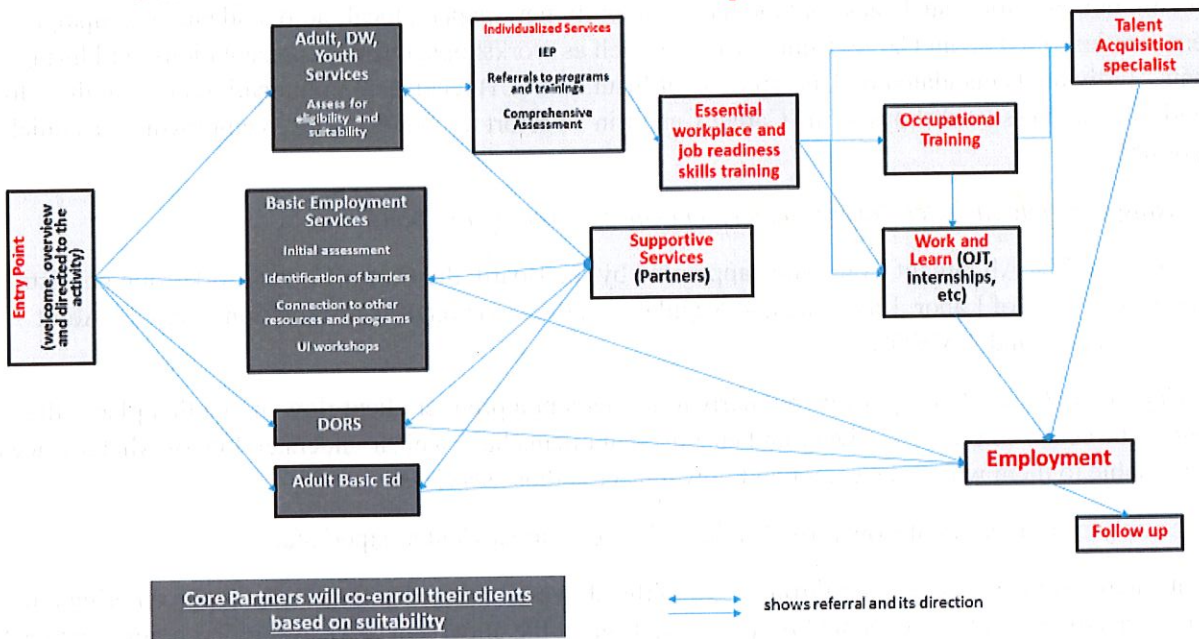 Adult, DW,
Youth
Services
Assess for
eligibility and
suitability
Individualized Services
IEP
Referrals to programs
and trainings
Comprehensive
Assessment
Talent
Acquisition
specialist
Essential
workplace and
job readiness
skills training
Occupational
Training
Entry Point
(welcome, overview
and directed to the
activity)
Basic Employment
Services
Initial assessment
Identification of barriers
Connection to other
resources and programs
UI workshops
Supportive
Services
(Partners)
Work and
Learn (OJT,
internships,
etc)
DORS
Adult Basic Ed
Employment
Follow up
Core Partners will co-enroll their clients
based on suitability
shows referral and its direction